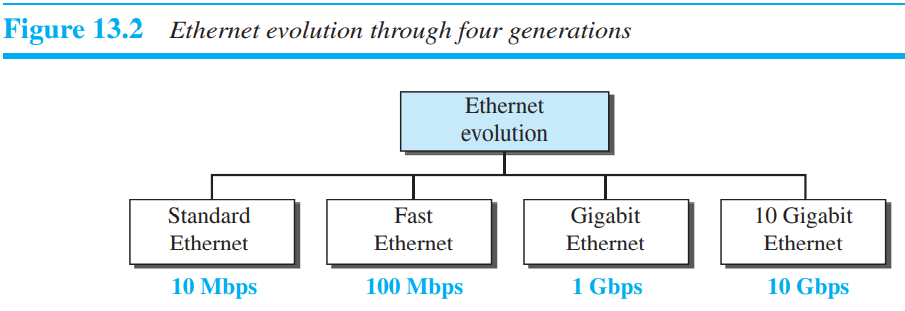 Figure 13.2 Ethernet evolution through four generations
Ethernet
evolution
Standard
Ethernet
Fast
Ethernet
Gigabit
Ethernet
10 Gigabit
Ethernet
10 Mbps
100 Mbps
1 Gbps
10 Gbps